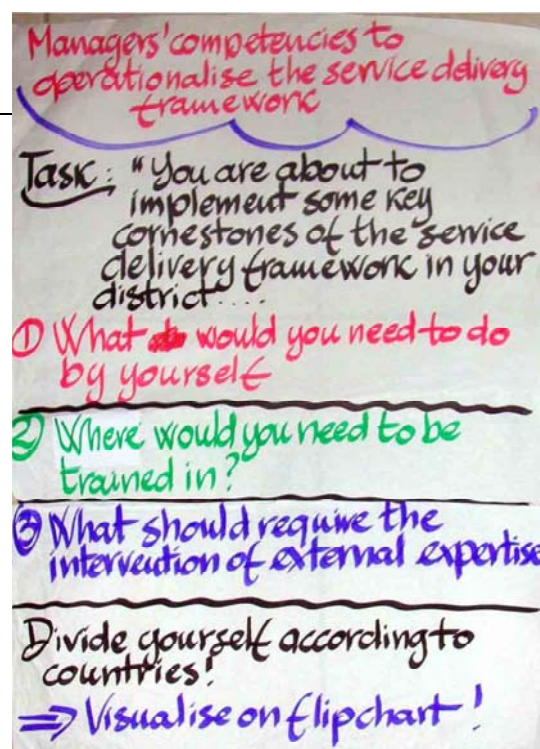 Managers' competencies to
operationalise the service delivery
framework
Task: "You are about to
implement some key
cornestones of the service
delivery framework in your
district....
① What would you need to do
by yourself
② Where would you need to be
trained in?
③ What should require the
intervention of external expertise
Divide yourself according to
countries!
⇒ Visualise on flipchart!